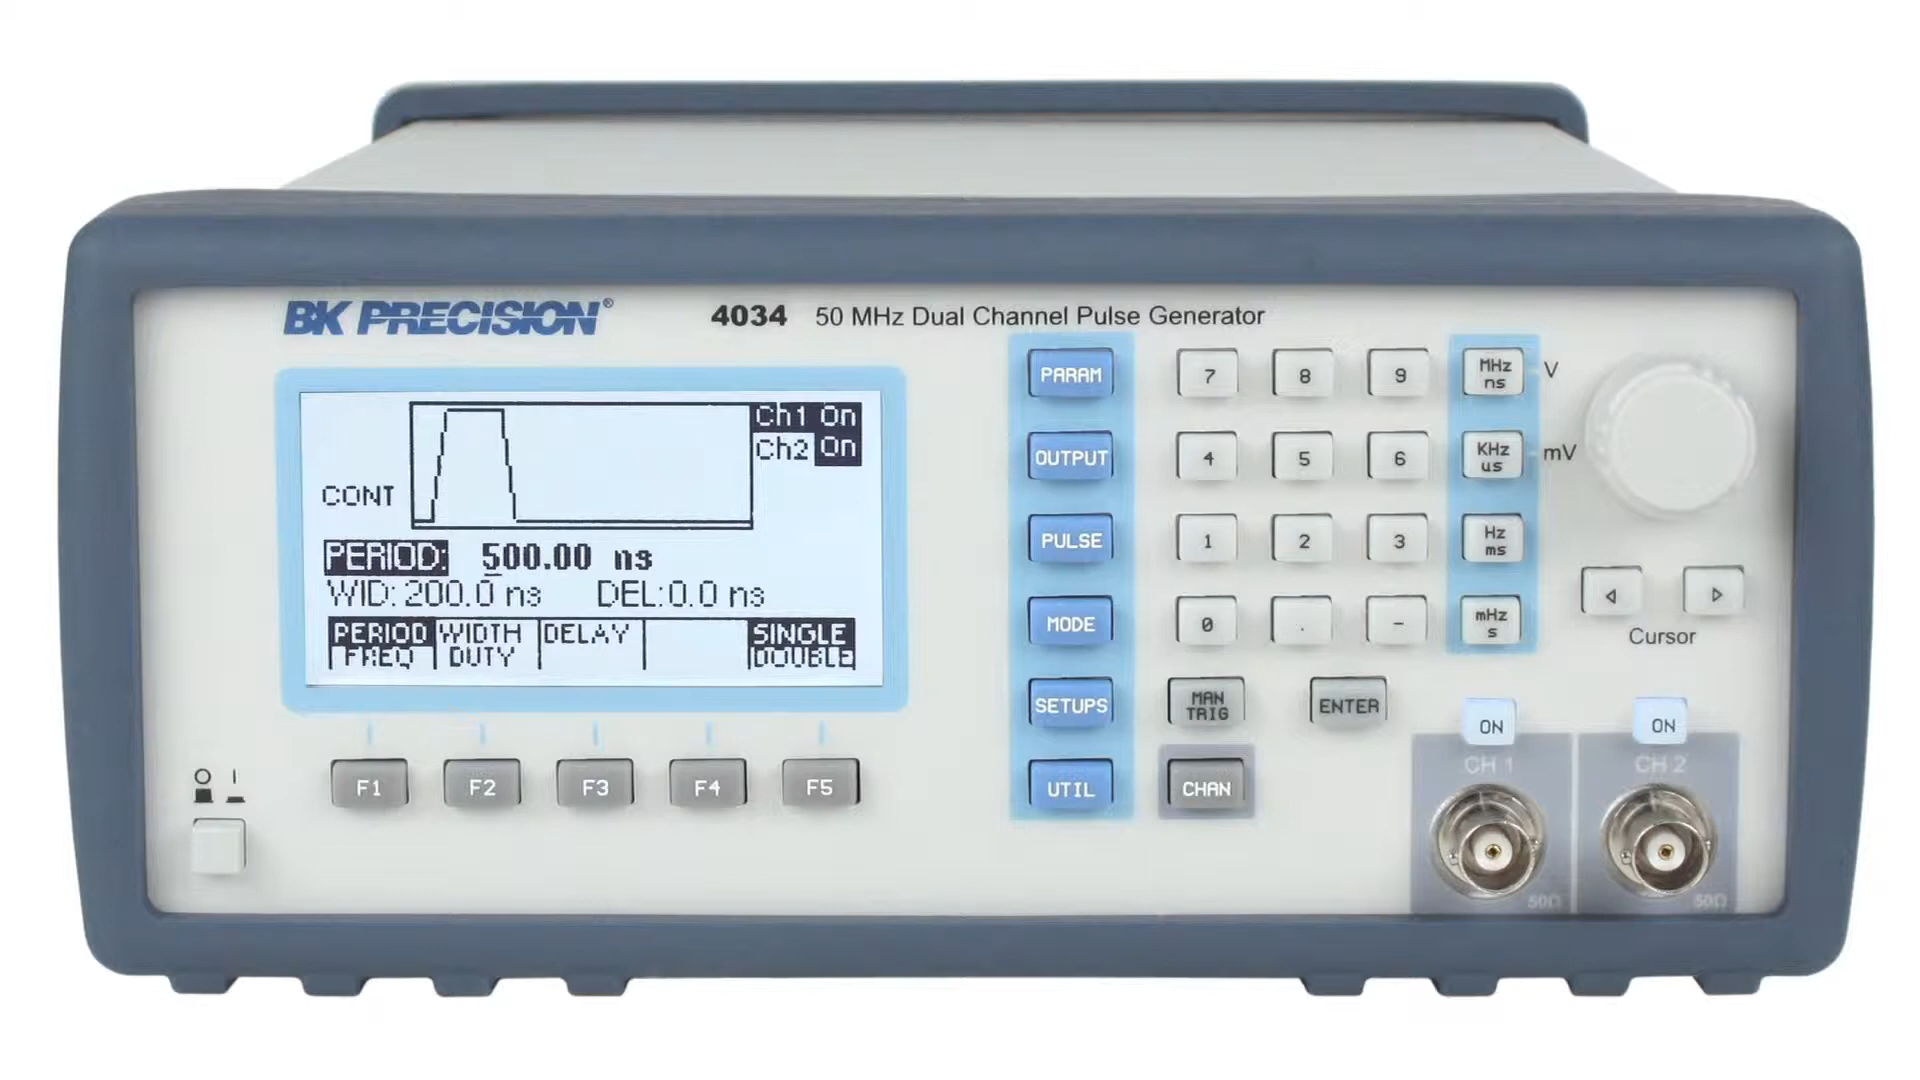 BK PRECISION®
4034 50 MHz Dual Channel Pulse Generator
Ch1 On
Ch2 On
CONT
PERIOD: 500.00 ns
WID: 200.0 ns DEL: 0.0 ns
PERIOD WIDTH DELAY SINGLE
FREQ DUTY DOUBLE
F1 F2 F3 F4 F5
O I
PARAM
OUTPUT
PULSE
MODE
SETUPS
UTIL
7 8 9
4 5 6
1 2 3
0 . -
MAN TRIG
ENTER
CHAN
MHz
ns
V
KHz
us
mV
Hz
ms
mHz
s
Cursor
ON ON
CH 1 CH 2
50Ω 50Ω